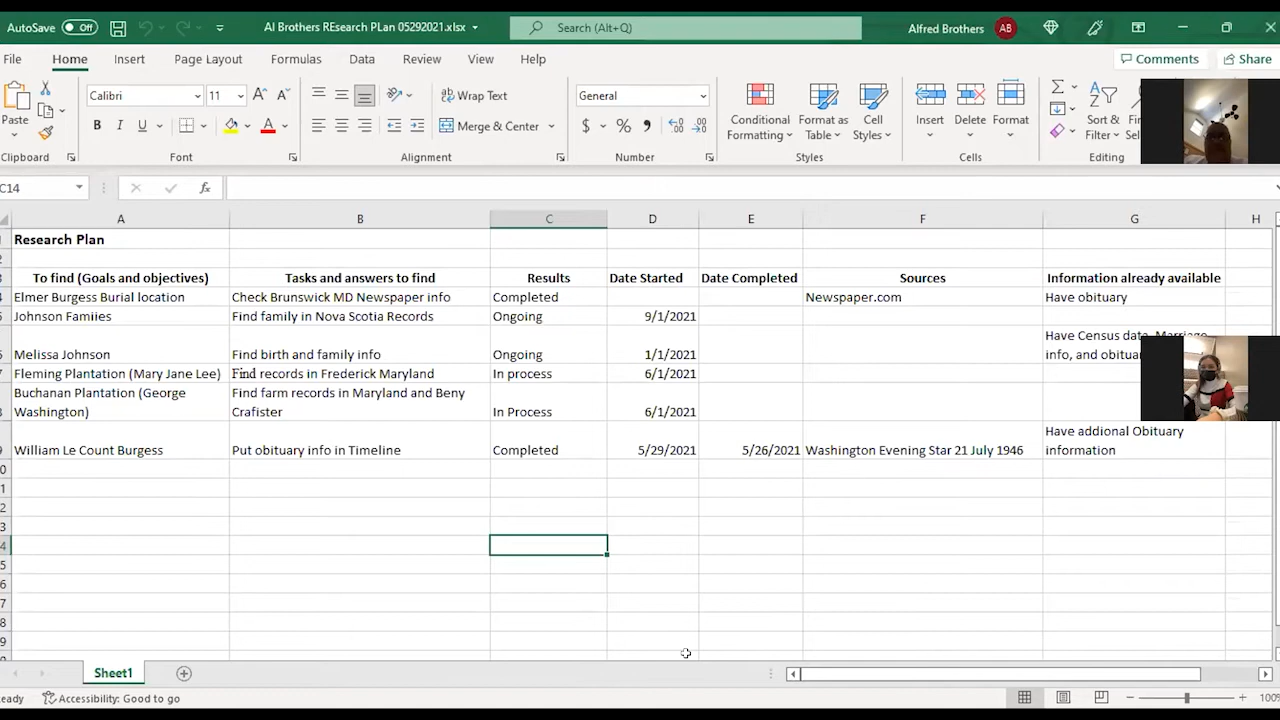 AutoSave Off AI Brothers REsearch PLan 05292021.xlsx Search (Alt+Q) Alfred Brothers AB
File Home Insert Page Layout Formulas Data Review View Help Comments Share
Calibri 11 Wrap Text General
Paste B I U Merge & Center $ % Conditional Formatting Format as Table Cell Styles Insert Delete Format Sort & Filter
Clipboard Font Alignment Number Styles Cells Editing
C14 fx
A B C D E F G H
Research Plan
To find (Goals and objectives) Tasks and answers to find Results Date Started Date Completed Sources Information already available
Elmer Burgess Burial location Check Brunswick MD Newspaper info Completed Newspaper.com Have obituary
Johnson Famiies Find family in Nova Scotia Records Ongoing 9/1/2021
Melissa Johnson Find birth and family info Ongoing 1/1/2021 Have Census data, Marriage info, and obitua
Fleming Plantation (Mary Jane Lee) Find records in Frederick Maryland In process 6/1/2021
Buchanan Plantation (George Washington) Find farm records in Maryland and Beny Crafister In Process 6/1/2021
William Le Count Burgess Put obituary info in Timeline Completed 5/29/2021 5/26/2021 Washington Evening Star 21 July 1946 Have addional Obituary information
Sheet1
eady Accessibility: Good to go 100%